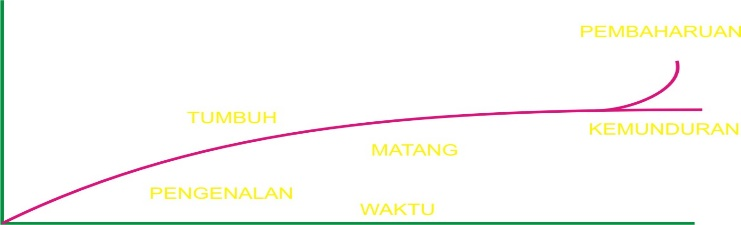 PEMBAHARUAN
TUMBUH
KEMUNDURAN
MATANG
PENGENALAN
WAKTU